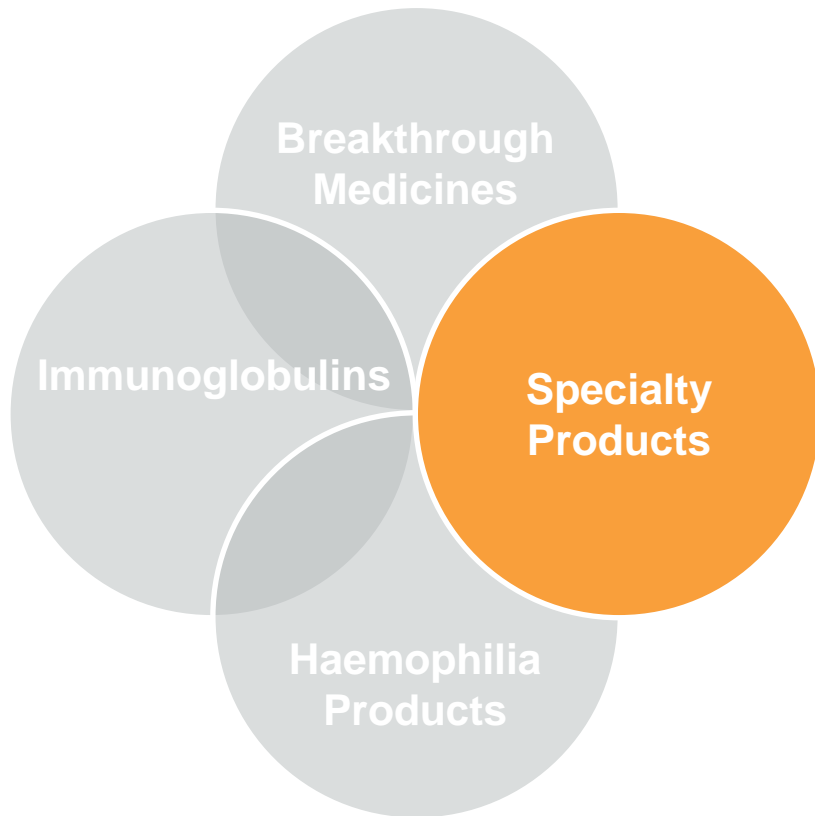 Breakthrough
Medicines
Immunoglobulins
Specialty
Products
Haemophilia
Products